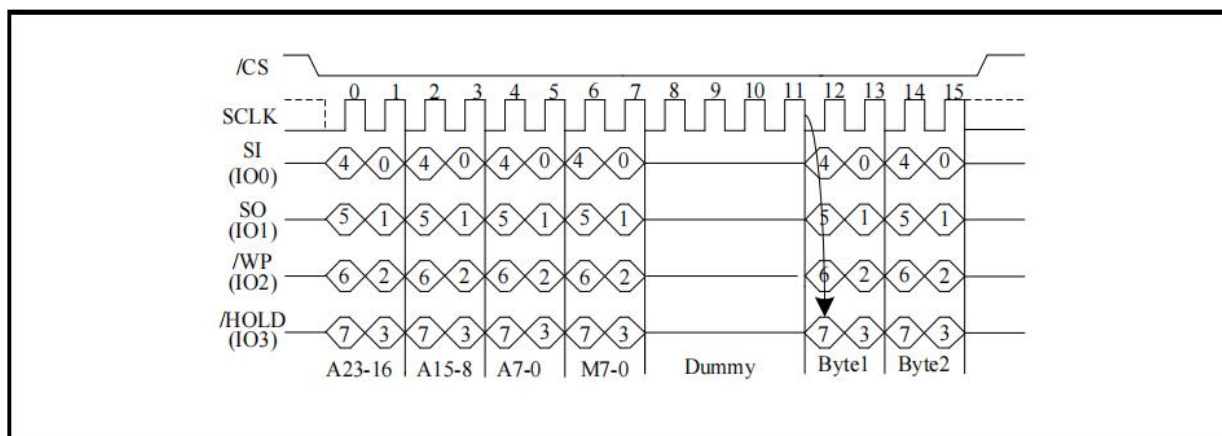 /CS
0 1 2 3 4 5 6 7 8 9 10 11 12 13 14 15
SCLK
SI
(IO0)
4 0 4 0 4 0 4 0 4 0 4 0
SO
(IO1)
5 1 5 1 5 1 5 1 5 1 5 1
/WP
(IO2)
6 2 6 2 6 2 6 2 6 2 6 2
/HOLD
(IO3)
7 3 7 3 7 3 7 3 7 3 7 3
A23-16 A15-8 A7-0 M7-0 Dummy Byte1 Byte2